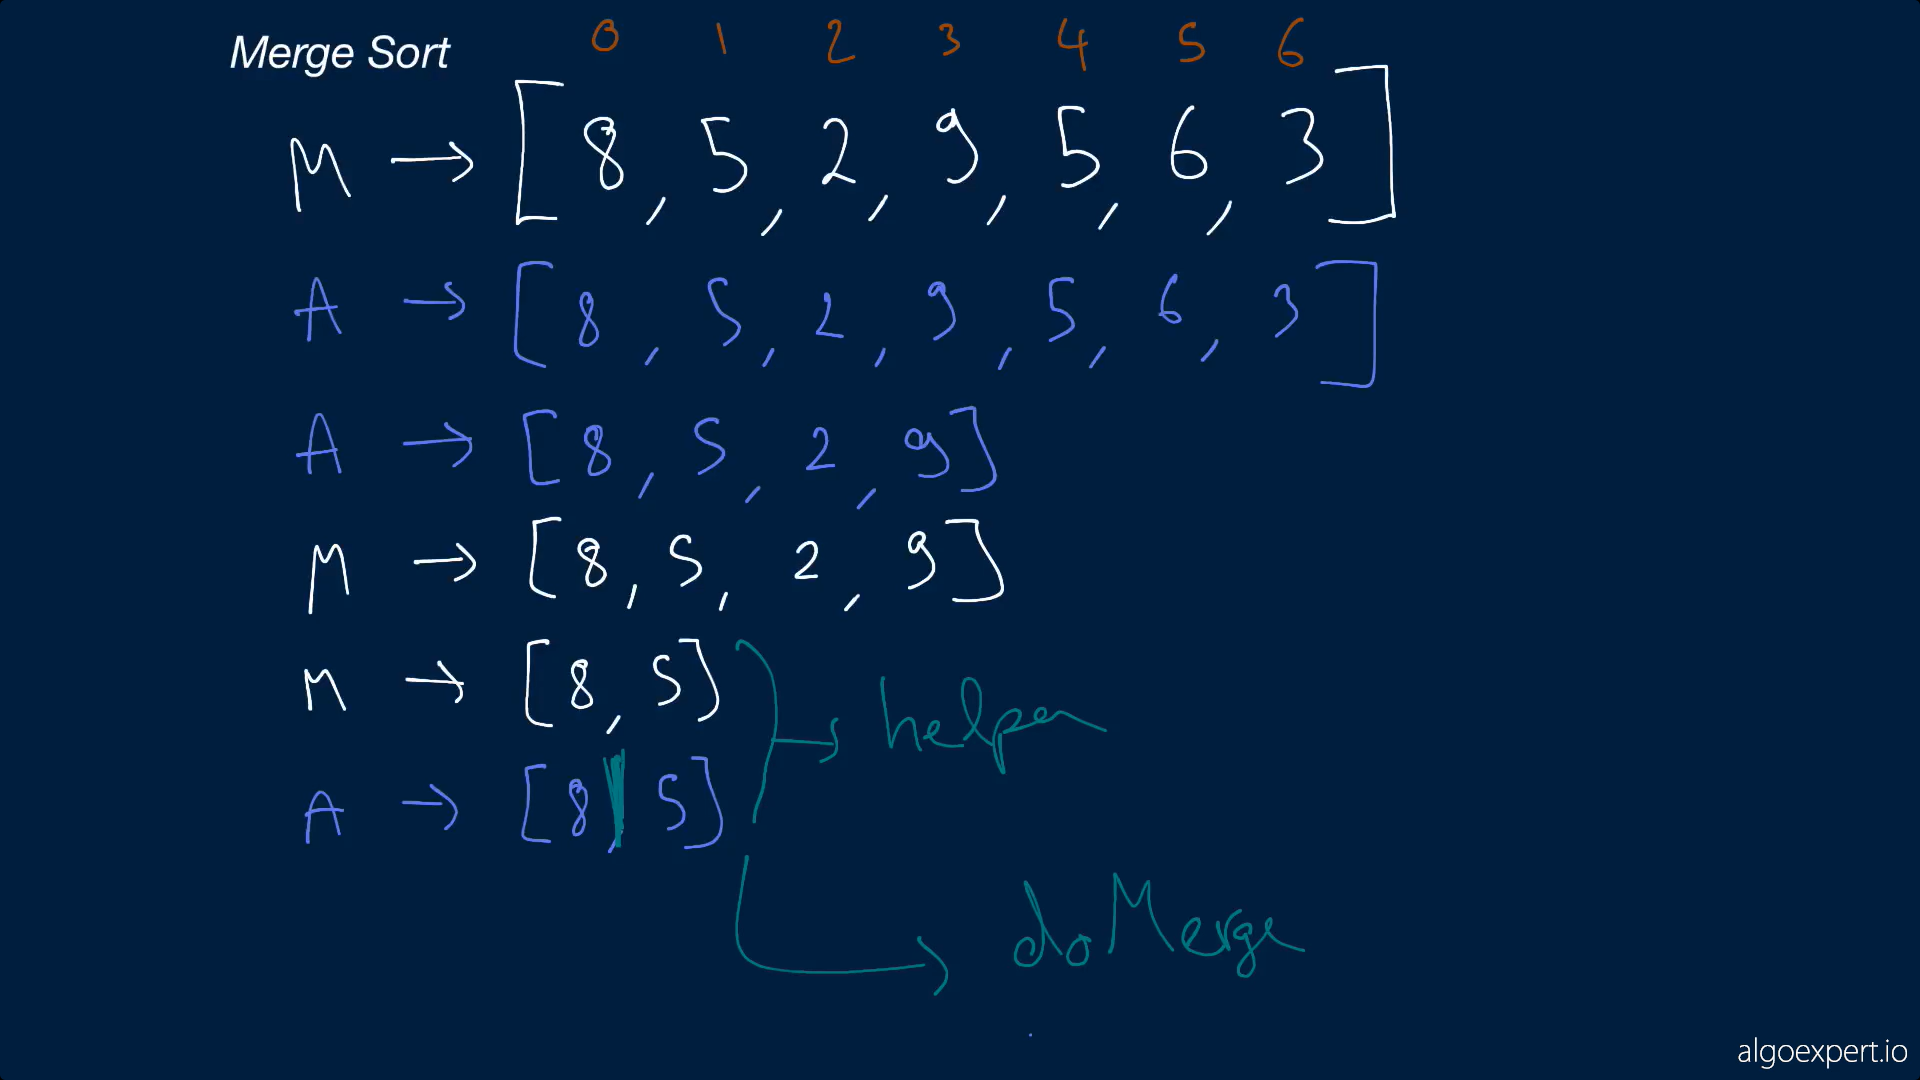 Merge Sort
0 1 2 3 4 5 6
M → [8, 5, 2, 9, 5, 6, 3]
A → [8, 5, 2, 9, 5, 6, 3]
A → [8, 5, 2, 9]
M → [8, 5, 2, 9]
M → [8, 5]
→ helper
A → [8, 5]
→ doMerge
algoexpert.io